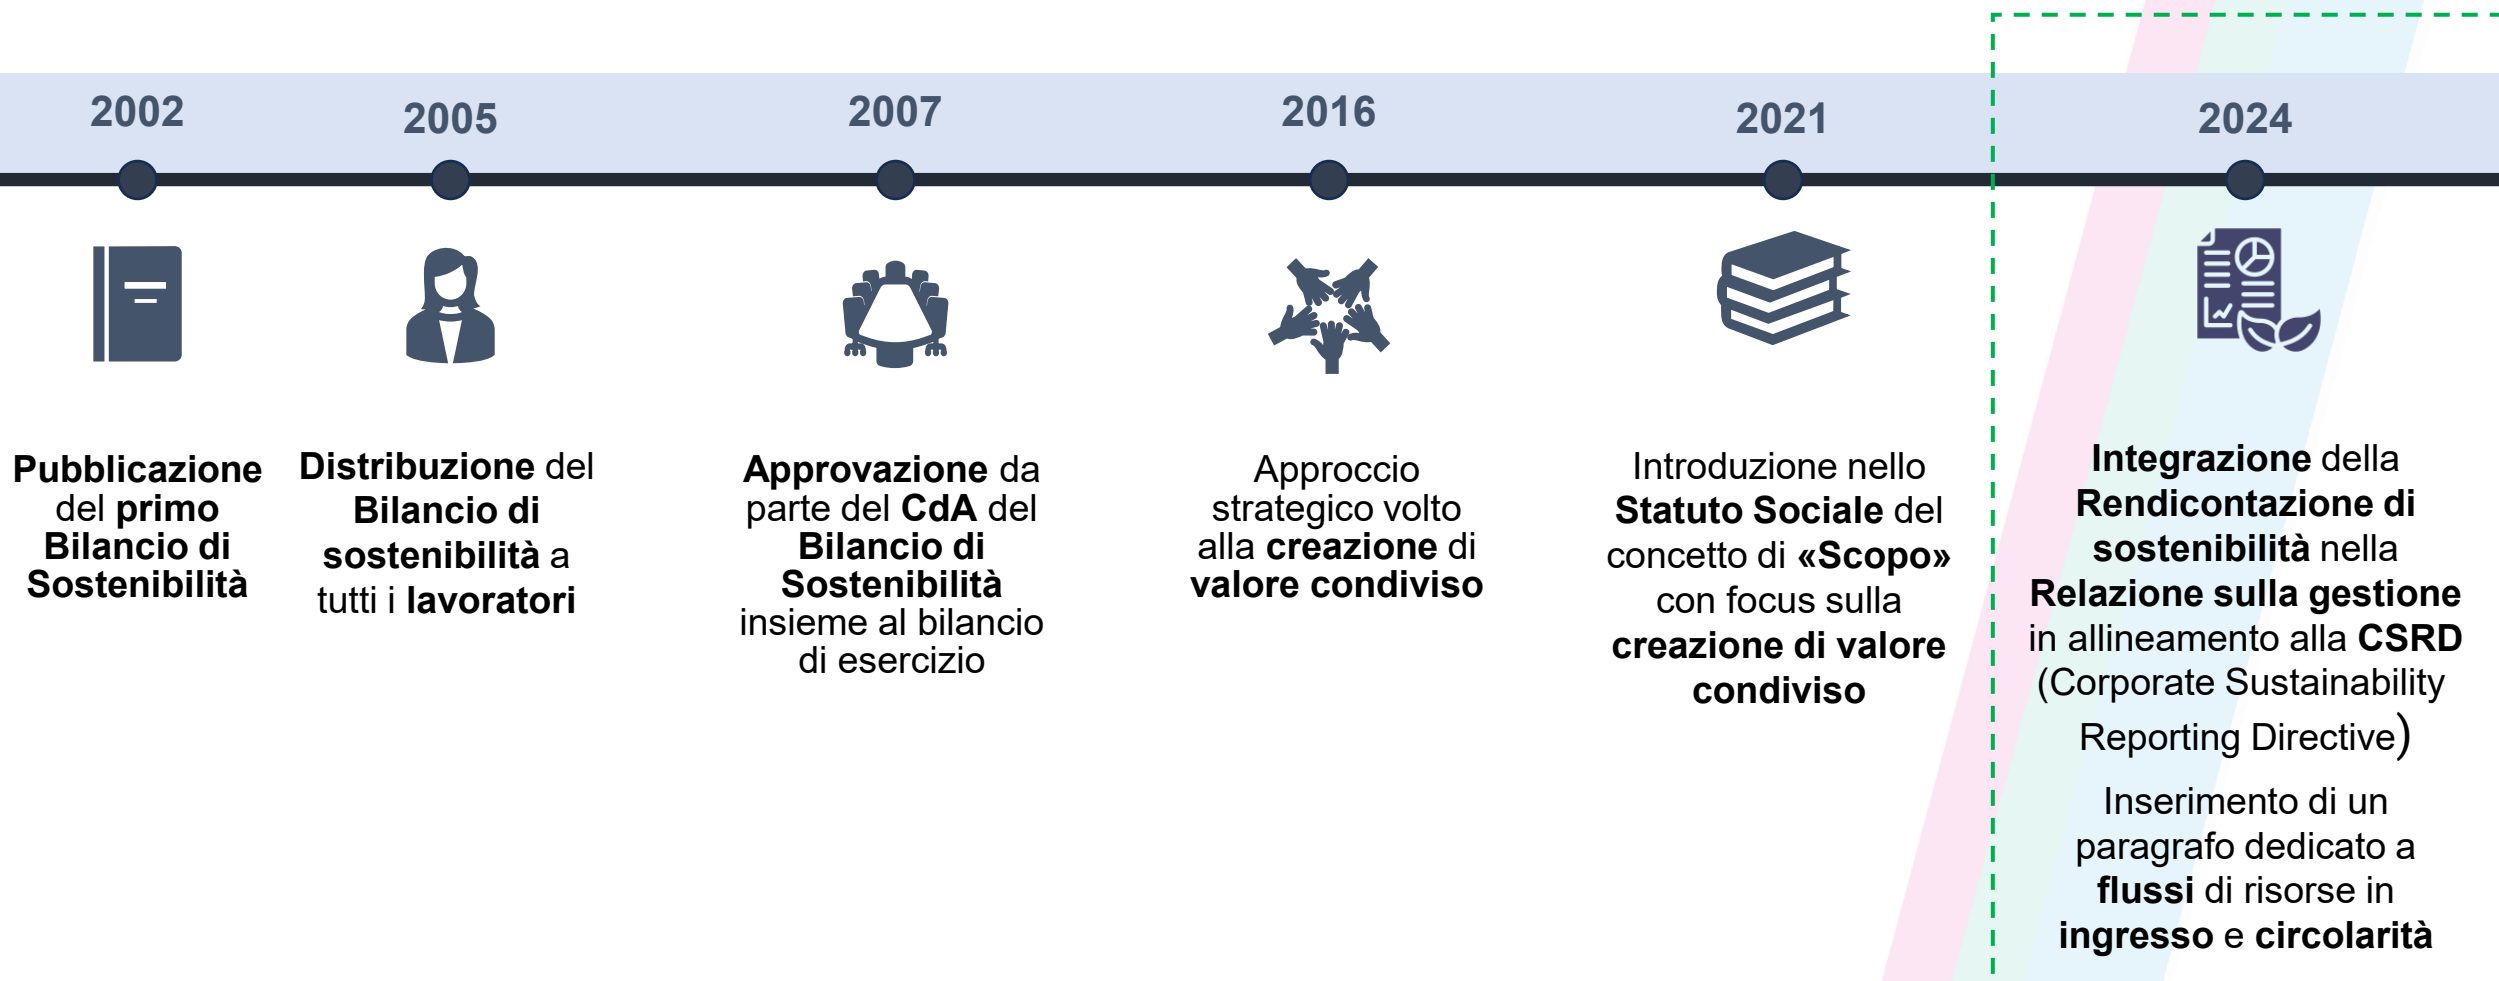 2002
Pubblicazione
del primo
Bilancio di
Sostenibilità
2005
Distribuzione del
Bilancio di
sostenibilità a
tutti i lavoratori
2007
Approvazione da
parte del CdA del
Bilancio di
Sostenibilità
insieme al bilancio
di esercizio
2016
Approccio
strategico volto
alla creazione di
valore condiviso
2021
Introduzione nello
Statuto Sociale del
concetto di «Scopo»
con focus sulla
creazione di valore
condiviso
2024
Integrazione della
Rendicontazione di
sostenibilità nella
Relazione sulla gestione
in allineamento alla CSRD
(Corporate Sustainability
Reporting Directive)
Inserimento di un
paragrafo dedicato a
flussi di risorse in
ingresso e circolarità